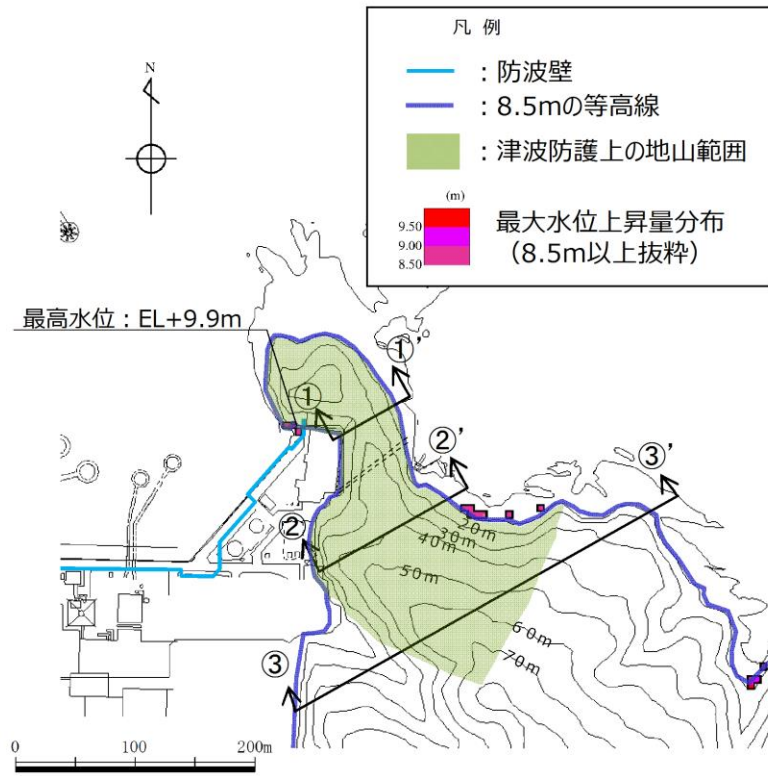 凡 例
：防波壁
：8.5mの等高線
：津波防護上の地山範囲
(m)
9.50
9.00
8.50
最大水位上昇量分布
（8.5m以上抜粋）
N
最高水位：EL+9.9m
①
①'
②
②'
③
③'
20m
30m
40m
50m
60m
70m
0
100
200m